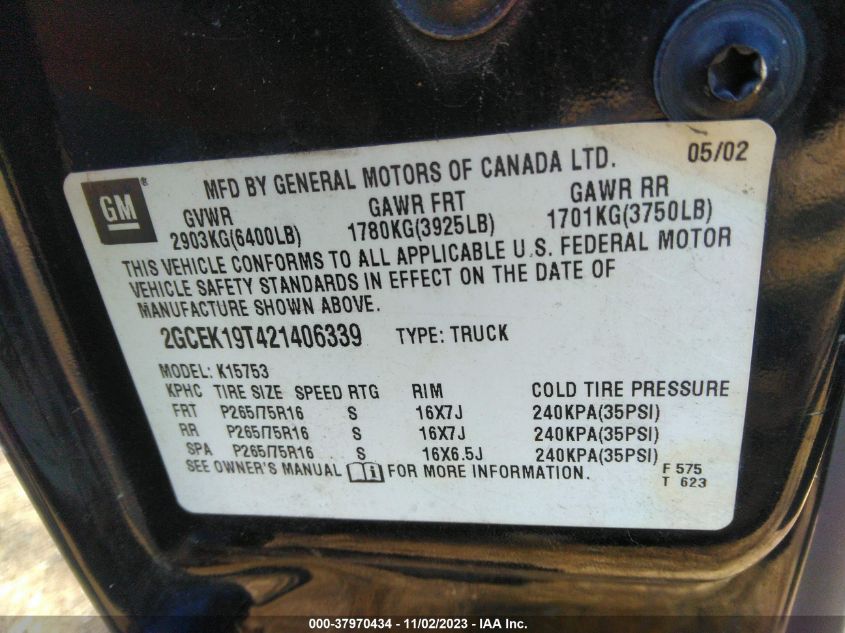 GM ®
MFD BY GENERAL MOTORS OF CANADA LTD. 05/02
GVWR GAWR FRT GAWR RR
2903KG(6400LB) 1780KG(3925LB) 1701KG(3750LB)
THIS VEHICLE CONFORMS TO ALL APPLICABLE U.S. FEDERAL MOTOR
VEHICLE SAFETY STANDARDS IN EFFECT ON THE DATE OF
MANUFACTURE SHOWN ABOVE.
2GCEK19T421406339 TYPE: TRUCK
MODEL: K15753
KPHC TIRE SIZE SPEED RTG RIM COLD TIRE PRESSURE
FRT P265/75R16 S 16X7J 240KPA(35PSI)
RR P265/75R16 S 16X7J 240KPA(35PSI)
SPA P265/75R16 S 16X6.5J 240KPA(35PSI)
SEE OWNER'S MANUAL FOR MORE INFORMATION. F 575
T 623
000-37970434 - 11/02/2023 - IAA Inc.